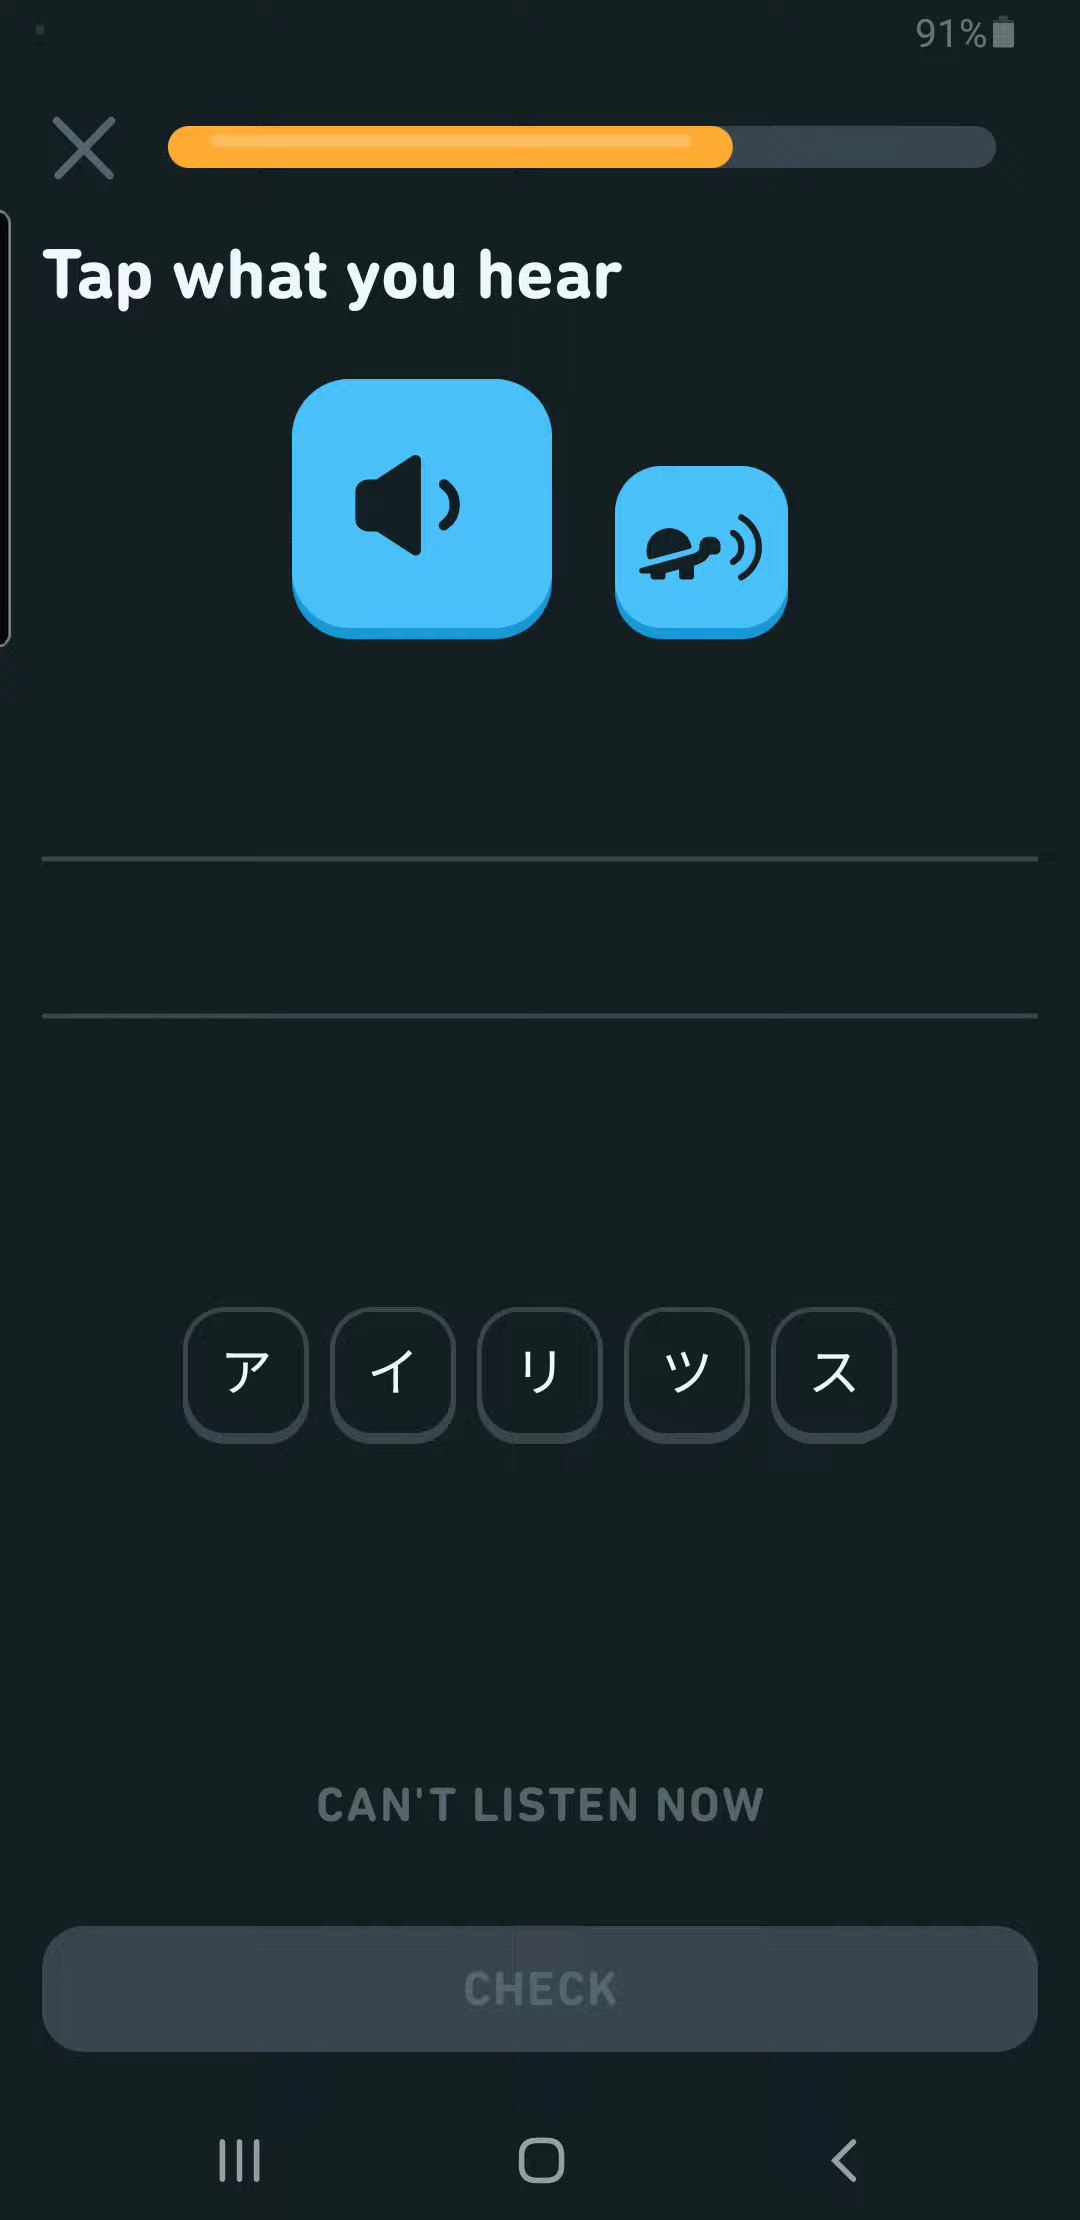 91%
Tap what you hear
ア イ リ ツ ス
CAN'T LISTEN NOW
CHECK